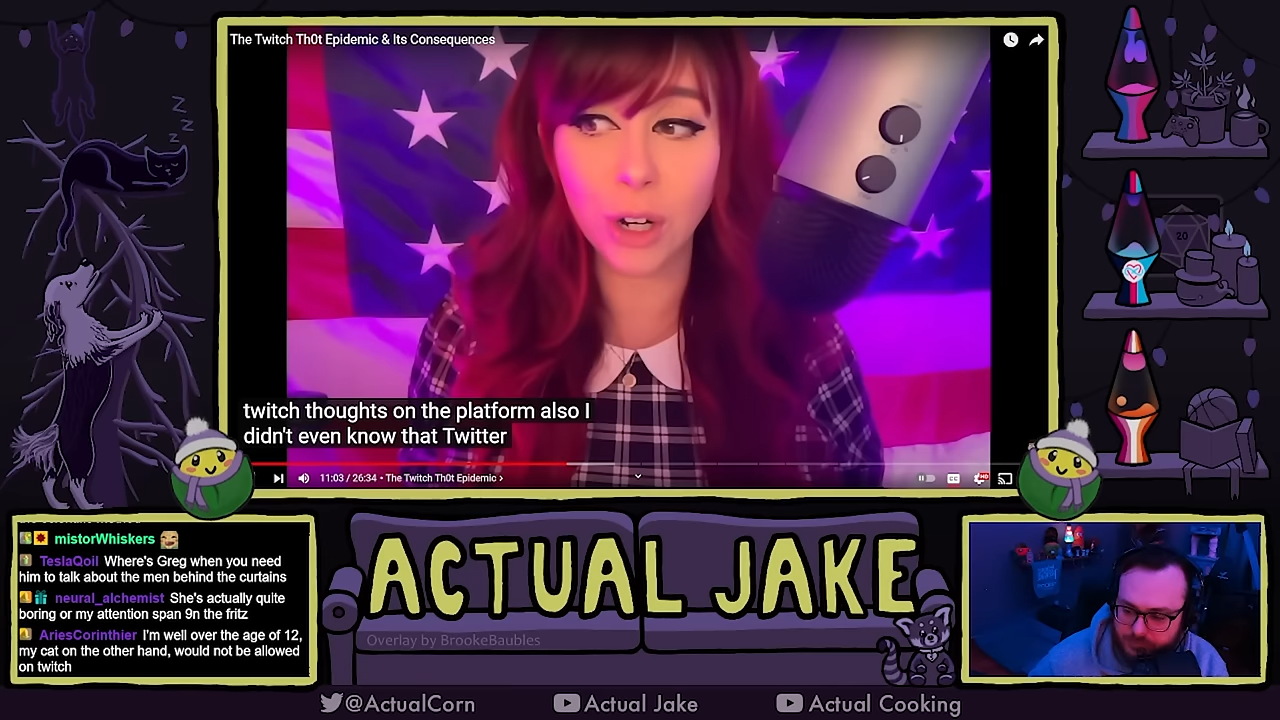 The Twitch Th0t Epidemic & Its Consequences
twitch thoughts on the platform also I
didn't even know that Twitter
11:03 / 26:34 • The Twitch Th0t Epidemic ›
CC
HD
20
mistorWhiskers
TeslaQoil Where's Greg when you need
him to talk about the men behind the curtains
neural_alchemist She's actually quite
boring or my attention span 9n the fritz
AriesCorinthier I'm well over the age of 12,
my cat on the other hand, would not be allowed
on twitch
ACTUAL JAKE
Overlay by BrookeBaubles
@ActualCorn
Actual Jake
Actual Cooking